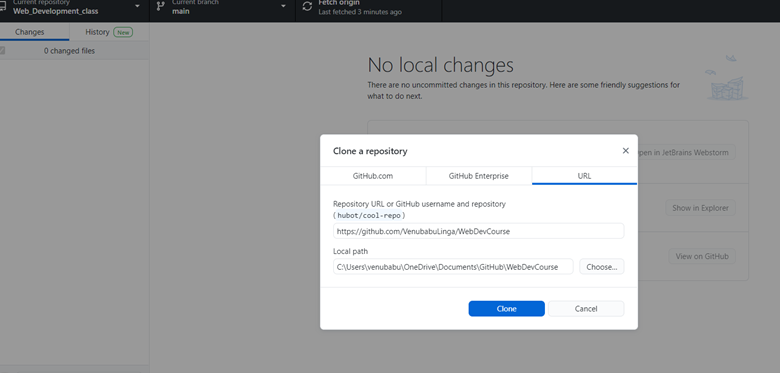 Current repository
Web_Development_class
Current branch
main
Fetch origin
Last fetched 3 minutes ago
Changes
History New
0 changed files
No local changes
There are no uncommitted changes in this repository. Here are some friendly suggestions for
what to do next.
Open in JetBrains Webstorm
Show in Explorer
View on GitHub
Clone a repository
GitHub.com
GitHub Enterprise
URL
Repository URL or GitHub username and repository
(hubot/cool-repo)
https://github.com/VenubabuLinga/WebDevCourse
Local path
C:\Users\venubabu\OneDrive\Documents\GitHub\WebDevCourse
Choose...
Clone
Cancel